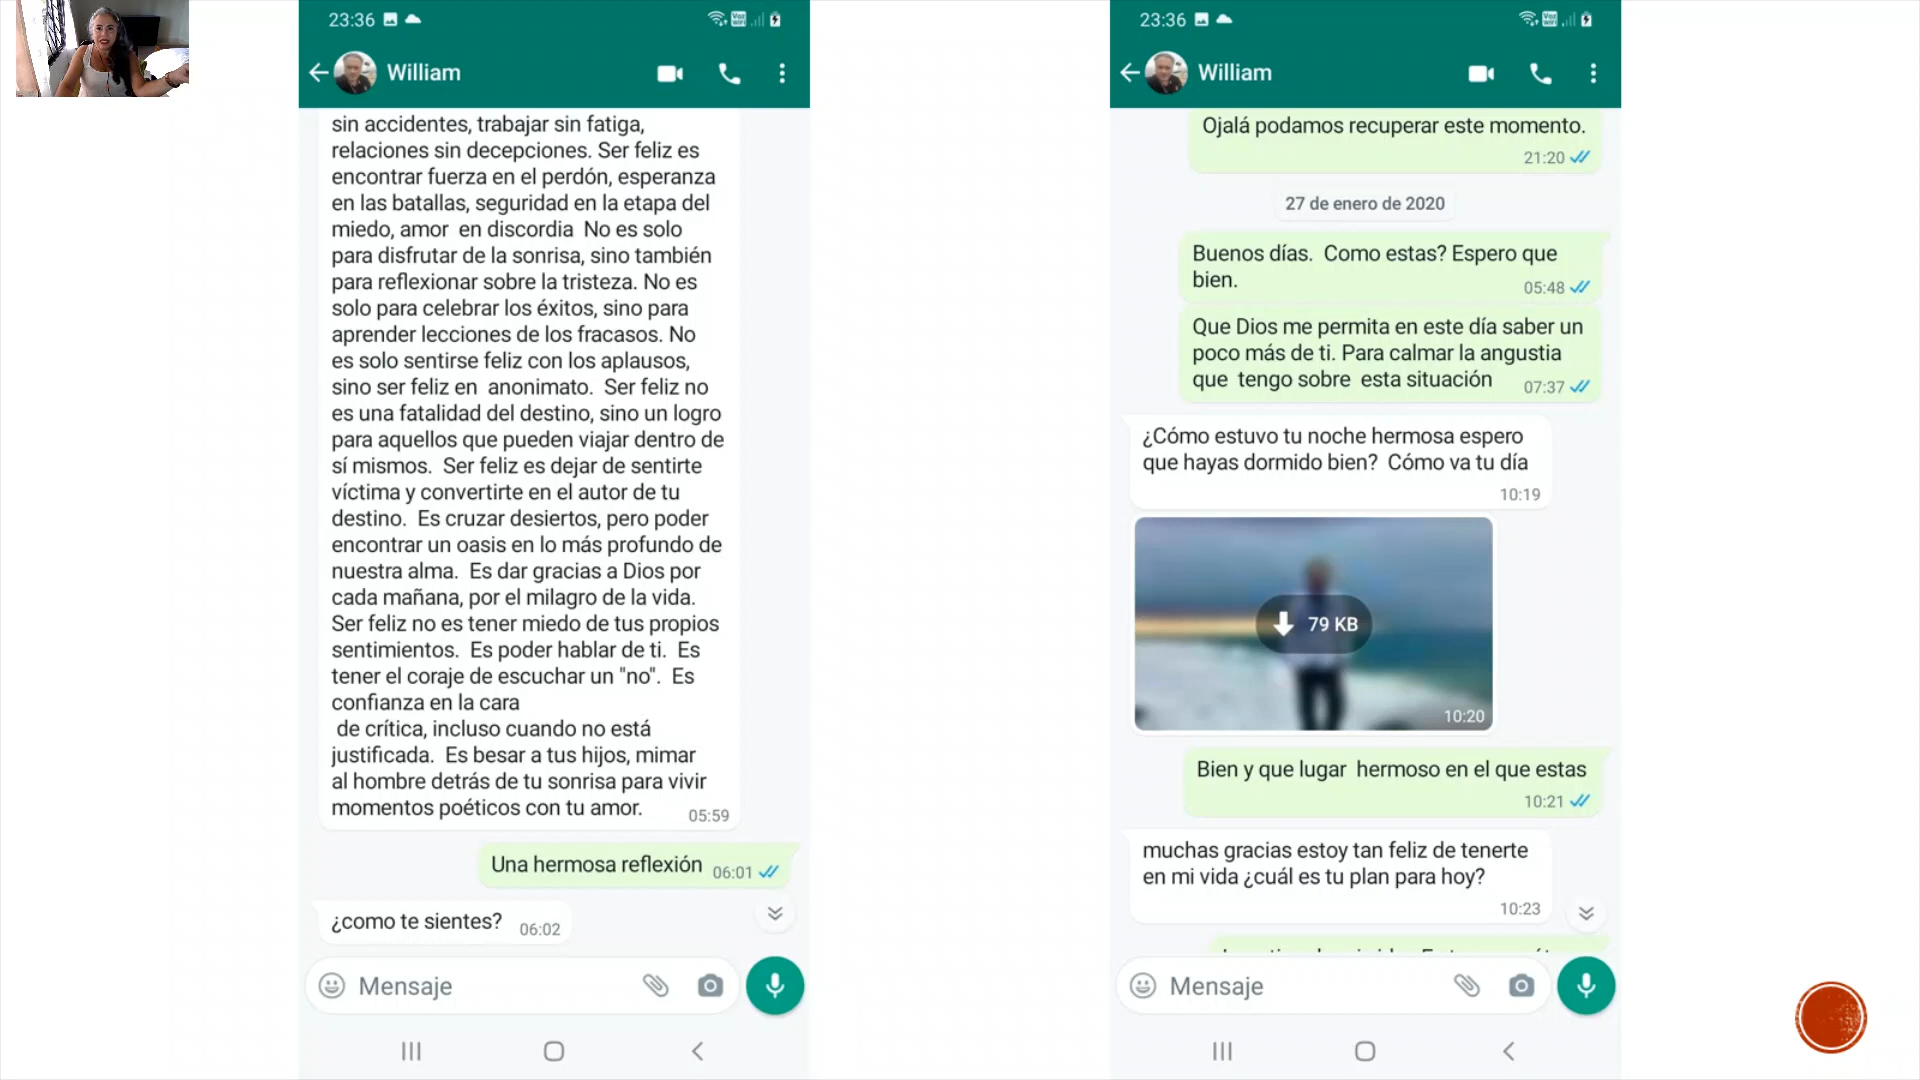 23:36
William
sin accidentes, trabajar sin fatiga,
relaciones sin decepciones. Ser feliz es
encontrar fuerza en el perdón, esperanza
en las batallas, seguridad en la etapa del
miedo, amor  en discordia  No es solo
para disfrutar de la sonrisa, sino también
para reflexionar sobre la tristeza. No es
solo para celebrar los éxitos, sino para
aprender lecciones de los fracasos. No
es solo sentirse feliz con los aplausos,
sino ser feliz en  anonimato.  Ser feliz no
es una fatalidad del destino, sino un logro
para aquellos que pueden viajar dentro de
sí mismos.  Ser feliz es dejar de sentirte
víctima y convertirte en el autor de tu
destino.  Es cruzar desiertos, pero poder
encontrar un oasis en lo más profundo de
nuestra alma.  Es dar gracias a Dios por
cada mañana, por el milagro de la vida.
Ser feliz no es tener miedo de tus propios
sentimientos.  Es poder hablar de ti.  Es
tener el coraje de escuchar un "no".  Es
confianza en la cara
de crítica, incluso cuando no está
justificada.  Es besar a tus hijos, mimar
al hombre detrás de tu sonrisa para vivir
momentos poéticos con tu amor. 05:59
Una hermosa reflexión 06:01
¿como te sientes? 06:02
Mensaje
23:36
William
Ojalá podamos recuperar este momento.
21:20
27 de enero de 2020
Buenos días.  Como estas? Espero que
bien. 05:48
Que Dios me permita en este día saber un
poco más de ti. Para calmar la angustia
que  tengo sobre  esta situación 07:37
¿Cómo estuvo tu noche hermosa espero
que hayas dormido bien?  Cómo va tu día
10:19
79 KB
10:20
Bien y que lugar  hermoso en el que estas
10:21
muchas gracias estoy tan feliz de tenerte
en mi vida ¿cuál es tu plan para hoy?
10:23
Mensaje